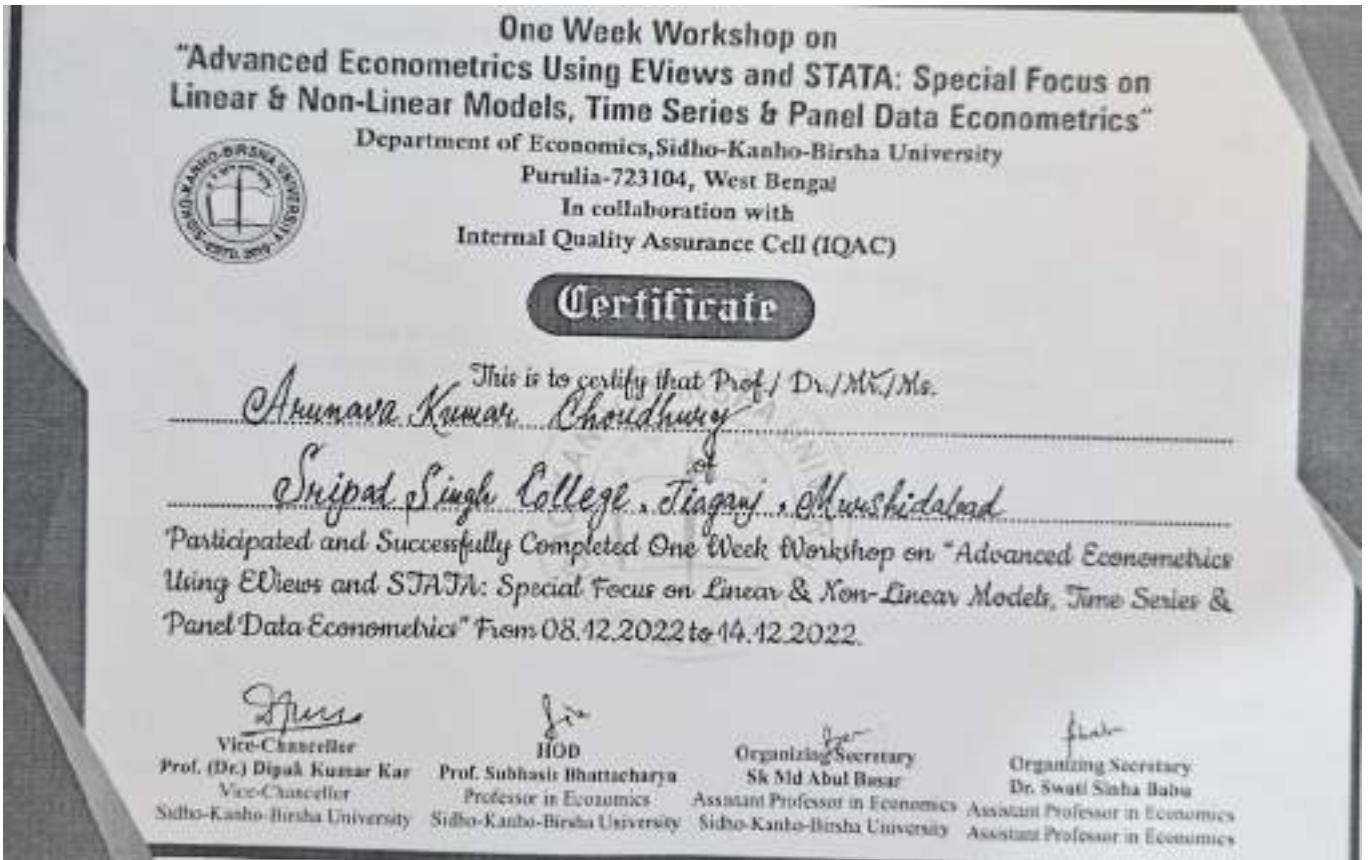 One Week Workshop on
"Advanced Econometrics Using EViews and STATA: Special Focus on
Linear & Non-Linear Models, Time Series & Panel Data Econometrics"
Department of Economics,Sidho-Kanho-Birsha University
Purulia-723104, West Bengal
In collaboration with
Internal Quality Assurance Cell (IQAC)
SIDHO-KANHO-BIRSHA UNIVERSITY
Certificate
This is to certify that Prof./ Dr./Mr./Ms.
Arunava Kumar Choudhury
of
Sripat Singh College, Jiaganj, Murshidabad
Participated and Successfully Completed One Week Workshop on "Advanced Econometrics
Using EViews and STATA: Special Focus on Linear & Non-Linear Models, Time Series &
Panel Data Econometrics" From 08.12.2022 to 14.12.2022.
Vice-Chancellor
Prof. (Dr.) Dipak Kumar Kar
Vice-Chancellor
Sidho-Kanho-Birsha University
HOD
Prof. Subhasis Bhattacharya
Professor in Economics
Sidho-Kanho-Birsha University
Organizing Secretary
Sk Md Abul Basar
Assistant Professor in Economics
Sidho-Kanho-Birsha University
Organizing Secretary
Dr. Swati Sinha Babu
Assistant Professor in Economics
Assistant Professor in Economics